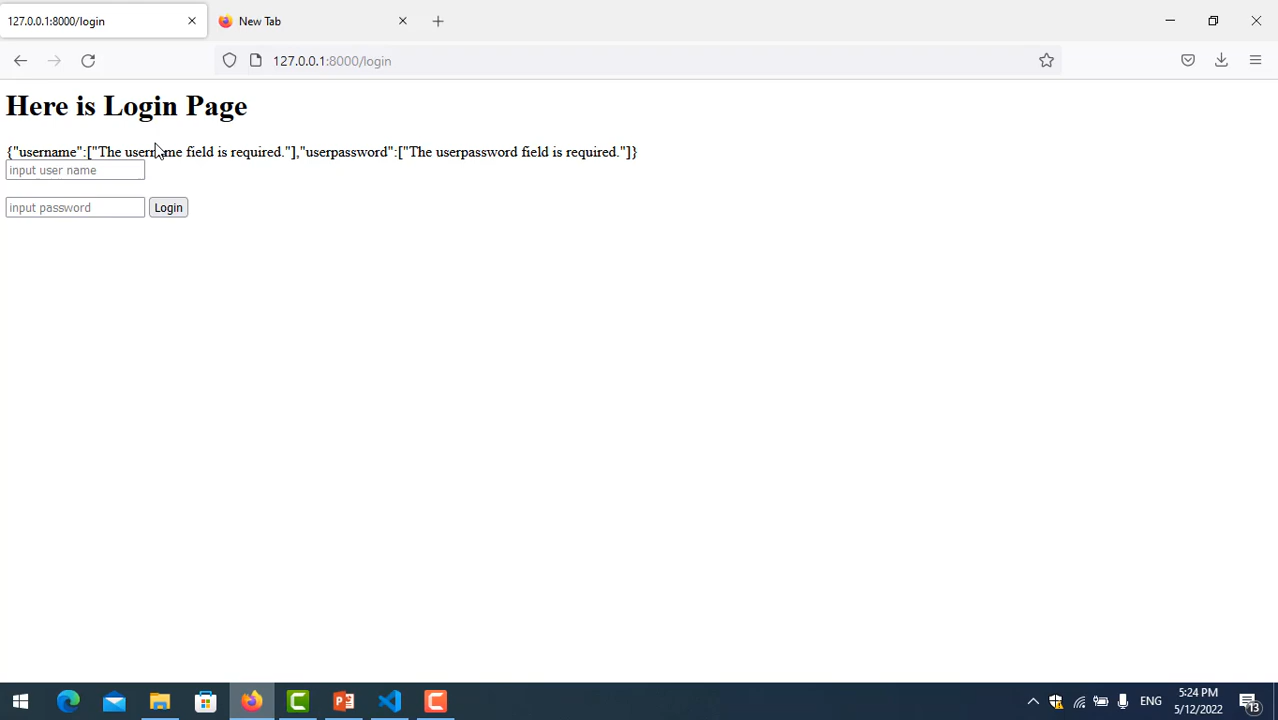 127.0.0.1:8000/login
New Tab
127.0.0.1:8000/login
Here is Login Page
{"username":["The username field is required."],"userpassword":["The userpassword field is required."]}
input user name
input password
Login
ENG
5:24 PM
5/12/2022
13